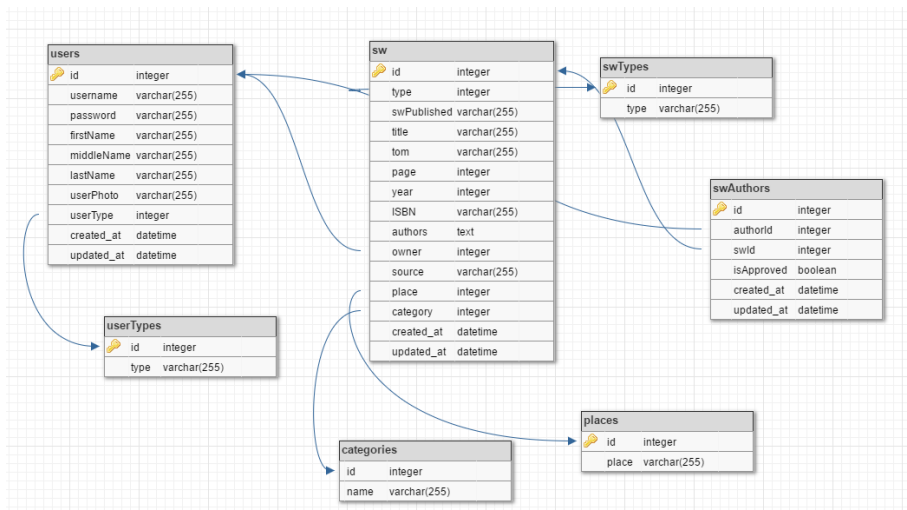 users
id integer
username varchar(255)
password varchar(255)
firstName varchar(255)
middleName varchar(255)
lastName varchar(255)
userPhoto varchar(255)
userType integer
created_at datetime
updated_at datetime
sw
id integer
type integer
swPublished varchar(255)
title varchar(255)
tom varchar(255)
page integer
year integer
ISBN varchar(255)
authors text
owner integer
source varchar(255)
place integer
category integer
created_at datetime
updated_at datetime
swTypes
id integer
type varchar(255)
swAuthors
id integer
authorId integer
swId integer
isApproved boolean
created_at datetime
updated_at datetime
userTypes
id integer
type varchar(255)
categories
id integer
name varchar(255)
places
id integer
place varchar(255)